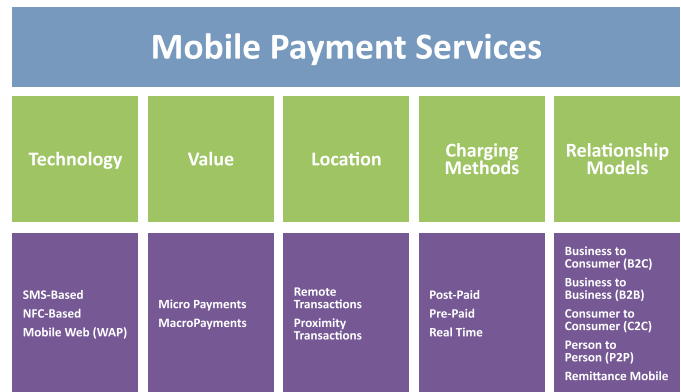 Mobile Payment Services
Technology
Value
Location
Charging
Methods
Relationship
Models
SMS-Based
NFC-Based
Mobile Web (WAP)
Micro Payments
MacroPayments
Remote
Transactions
Proximity
Transactions
Post-Paid
Pre-Paid
Real Time
Business to
Consumer (B2C)
Business to
Business (B2B)
Consumer to
Consumer (C2C)
Person to
Person (P2P)
Remittance Mobile